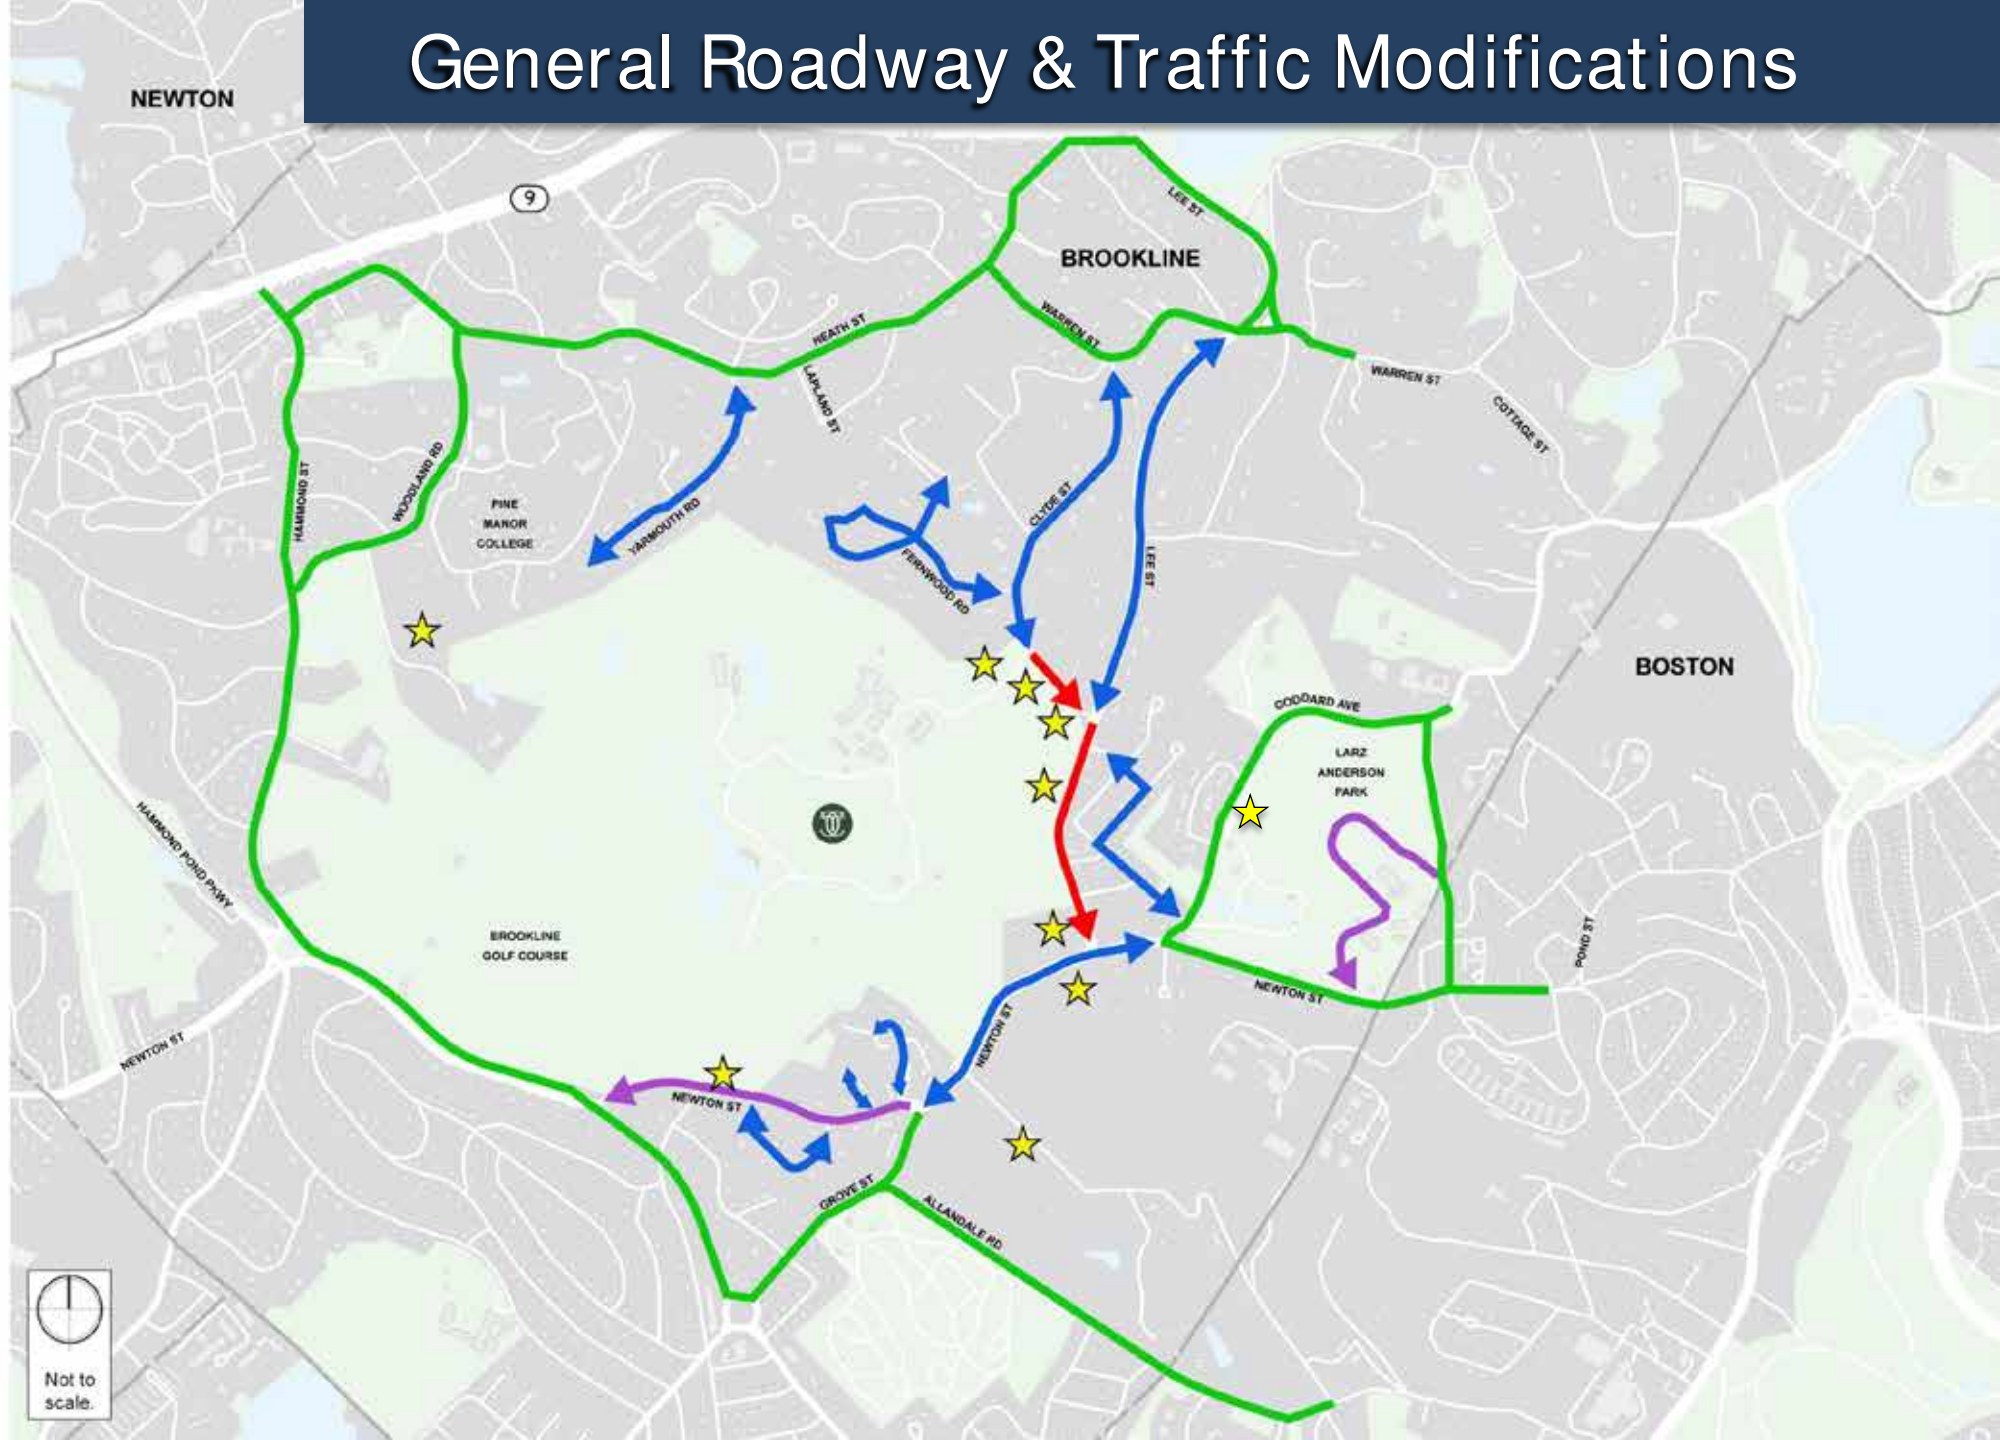 General Roadway & Traffic Modifications
NEWTON
9
LEE ST
BROOKLINE
WARREN ST
HEATH ST
LAPLAND ST
WARREN ST
COTTAGE ST
HAMMOND ST
WOODLAND RD
PINE
MANOR
COLLEGE
YARMOUTH RD
CLYDE ST
FERNWOOD RD
LEE ST
BOSTON
GODDARD AVE
LARZ
ANDERSON
PARK
HAMMOND POND PKWY
BROOKLINE
GOLF COURSE
POND ST
NEWTON ST
NEWTON ST
NEWTON ST
NEWTON ST
GROVE ST
ALLANDALE RD
Not to
scale.